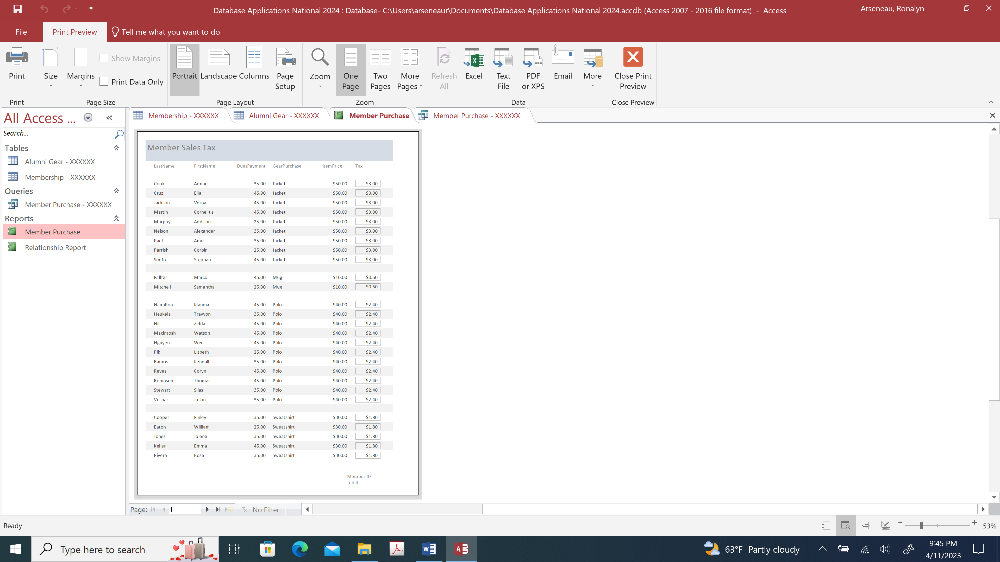 Database Applications National 2024 : Database- C:\Users\arseneaur\Documents\Database Applications National 2024.accdb (Access 2007 - 2016 file format) - Access
Arseneau, Ronalyn
File
Print Preview
Tell me what you want to do
Print
Size
Margins
Show Margins
Print Data Only
Portrait
Landscape
Columns
Page Setup
Zoom
One Page
Two Pages
More Pages
Refresh All
Excel
Text File
PDF or XPS
Email
More
Close Print Preview
Print
Page Size
Page Layout
Zoom
Data
Close Preview
All Access ...
Search...
Tables
Alumni Gear - XXXXXX
Membership - XXXXXX
Queries
Member Purchase - XXXXXX
Reports
Member Purchase
Relationship Report
Membership - XXXXXX
Alumni Gear - XXXXXX
Member Purchase
Member Purchase - XXXXXX
Member Sales Tax
LastName FirstName DuesPayment GearPurchase ItemPrice Tax
Cook Adrian 35.00 Jacket $50.00 $3.00
Cruz Elia 45.00 Jacket $50.00 $3.00
Jackson Verna 45.00 Jacket $50.00 $3.00
Martin Cornelius 45.00 Jacket $50.00 $3.00
Murphy Addison 25.00 Jacket $50.00 $3.00
Nelson Alexander 35.00 Jacket $50.00 $3.00
Pael Amir 35.00 Jacket $50.00 $3.00
Parrish Corbin 25.00 Jacket $50.00 $3.00
Smith Stephan 45.00 Jacket $50.00 $3.00
Fallter Marco 45.00 Mug $10.00 $0.60
Mitchell Samantha 25.00 Mug $10.00 $0.60
Hamilton Klaudia 45.00 Polo $40.00 $2.40
Heukels Trayvon 35.00 Polo $40.00 $2.40
Hill Zelda 45.00 Polo $40.00 $2.40
Macintosh Watson 45.00 Polo $40.00 $2.40
Nguyen Wei 45.00 Polo $40.00 $2.40
Pik Lizbeth 25.00 Polo $40.00 $2.40
Ramos Kendall 35.00 Polo $40.00 $2.40
Reyes Coryn 45.00 Polo $40.00 $2.40
Robinson Thomas 45.00 Polo $40.00 $2.40
Stewart Silas 35.00 Polo $40.00 $2.40
Vespar Justin 35.00 Polo $40.00 $2.40
Cooper Finley 35.00 Sweatshirt $30.00 $1.80
Eaton William 25.00 Sweatshirt $30.00 $1.80
Jones Jolene 35.00 Sweatshirt $30.00 $1.80
Keller Emma 45.00 Sweatshirt $30.00 $1.80
Rivera Rose 35.00 Sweatshirt $30.00 $1.80
Member ID
Job 4
Page: 1 No Filter
Ready
53%
Type here to search
63°F Partly cloudy
9:45 PM
4/11/2023